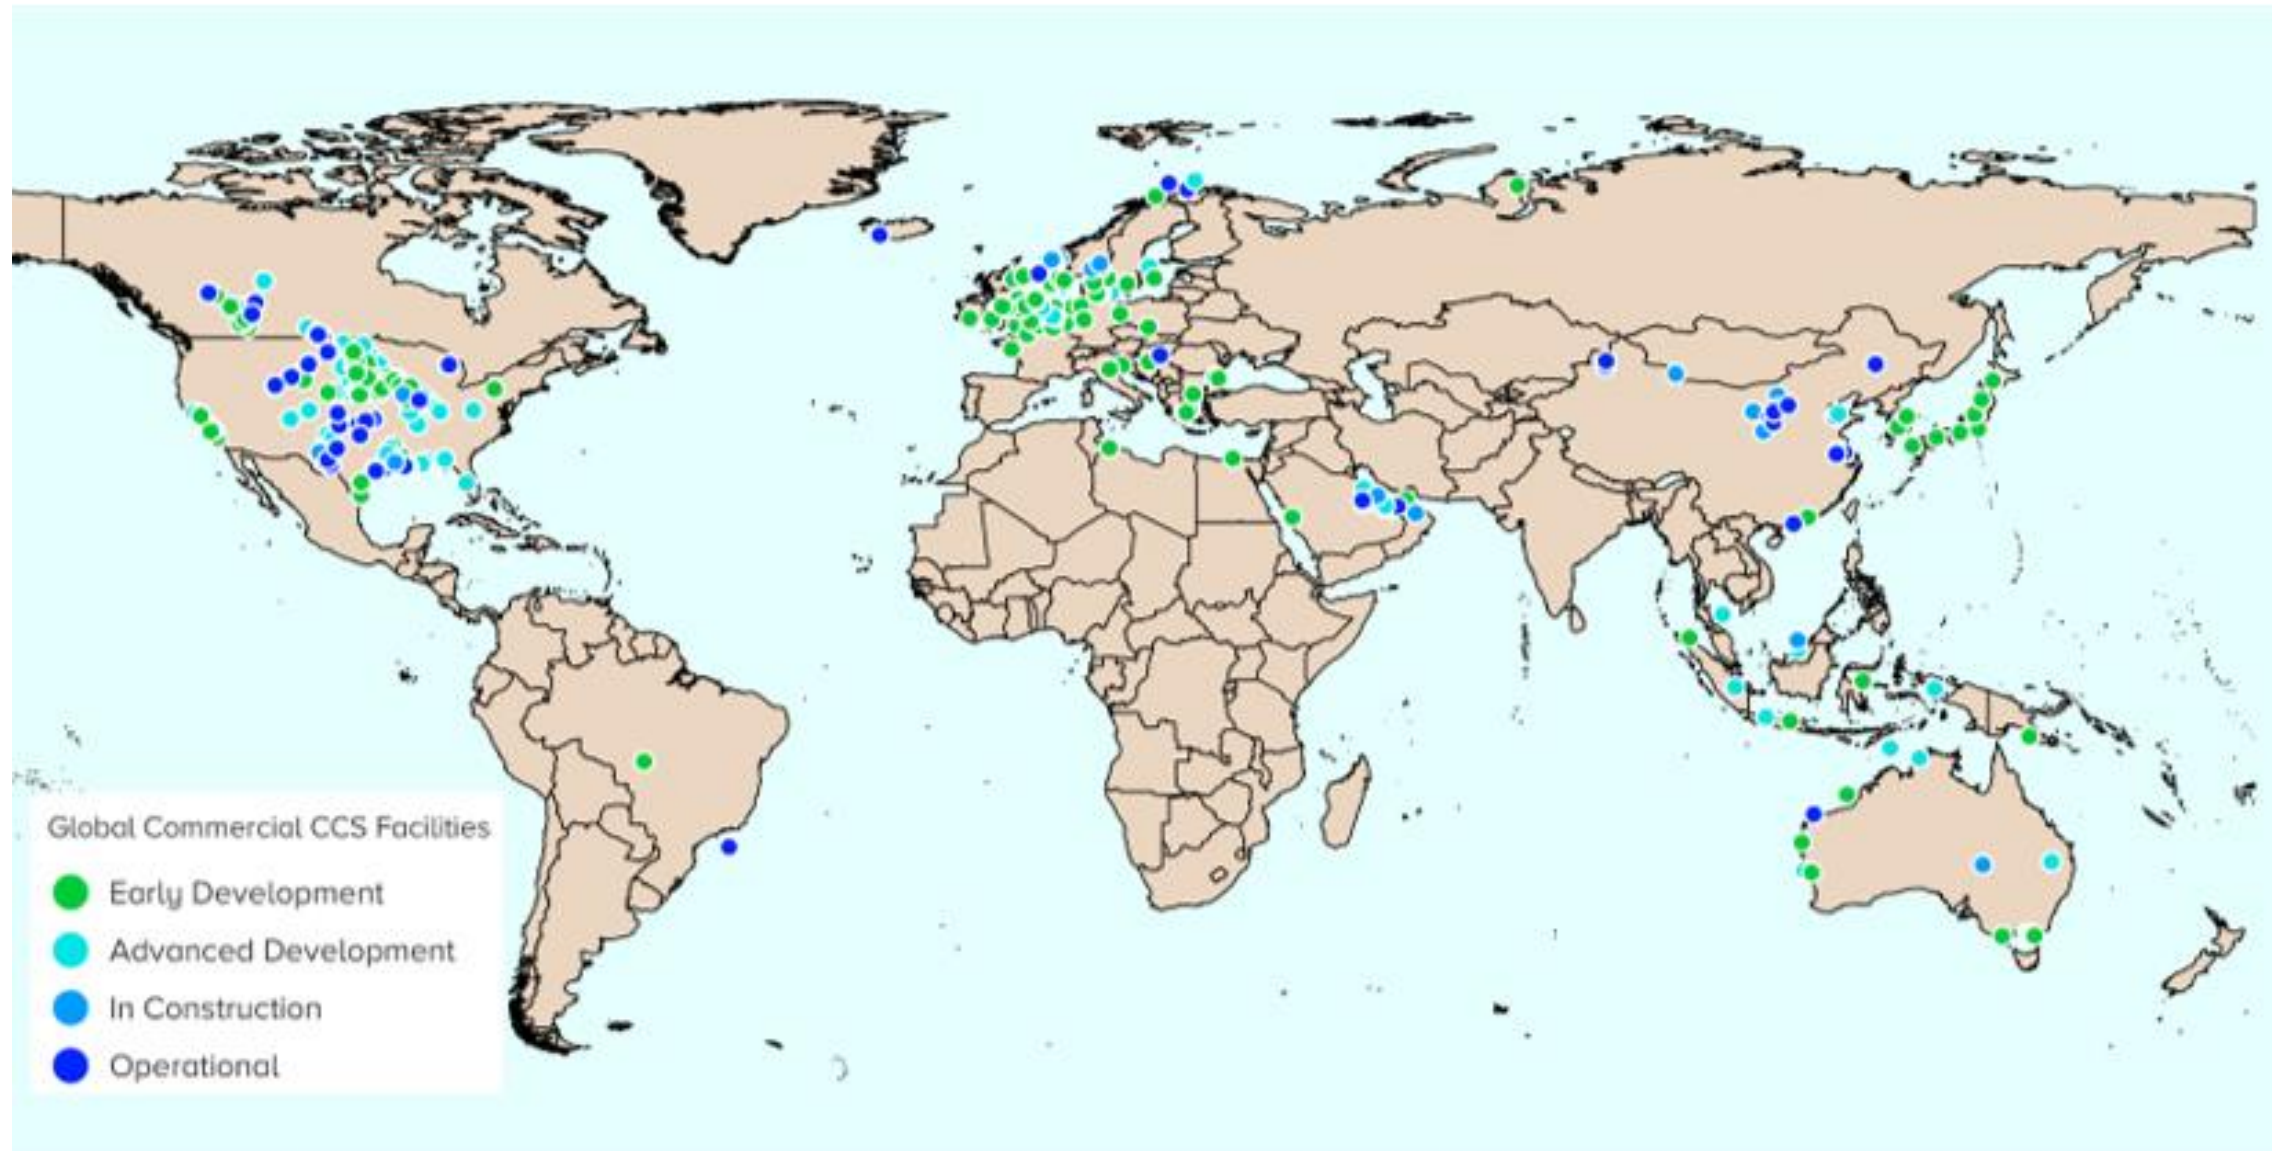 Global Commercial CCS Facilities
Early Development
Advanced Development
In Construction
Operational